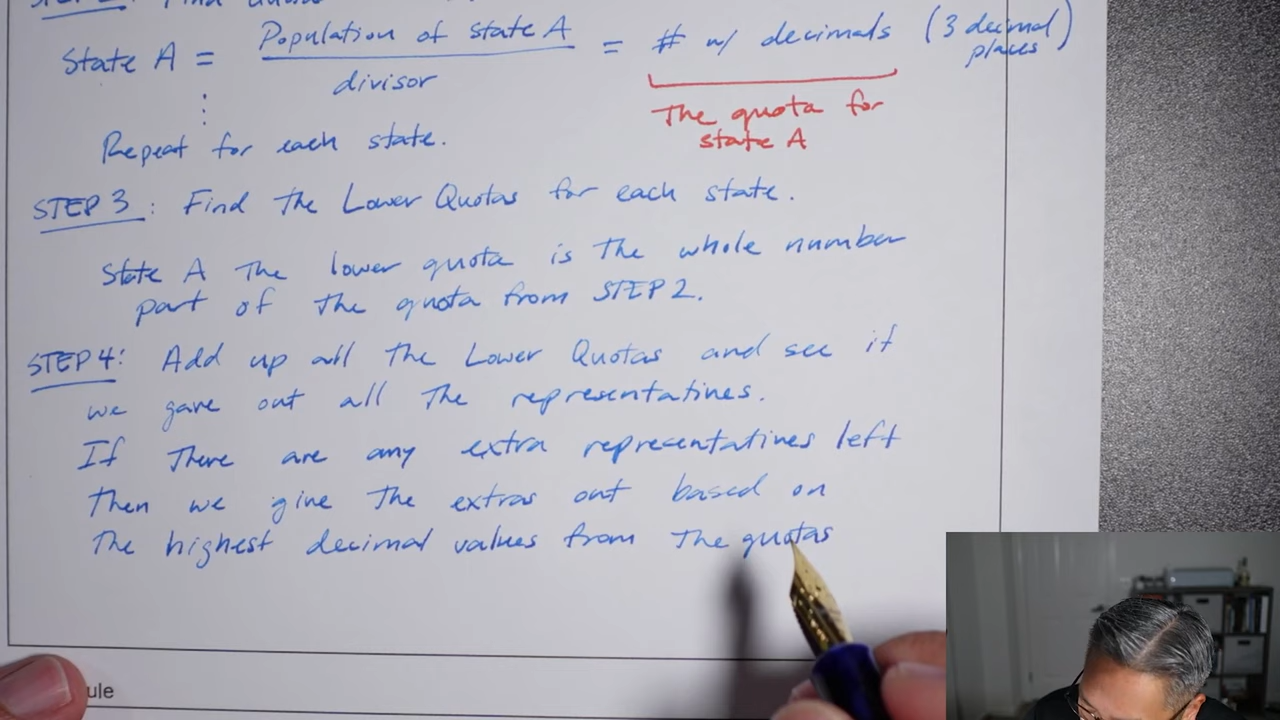 State A = Population of state A / divisor = # w/ decimals (3 decimal places)
The quota for state A
Repeat for each state.
STEP 3: Find the Lower Quotas for each state.
State A the lower quota is the whole number
part of the quota from STEP 2.
STEP 4: Add up all the Lower Quotas and see if
we gave out all the representatives.
If there are any extra representatives left
then we give the extras out based on
the highest decimal values from the quotas
ule